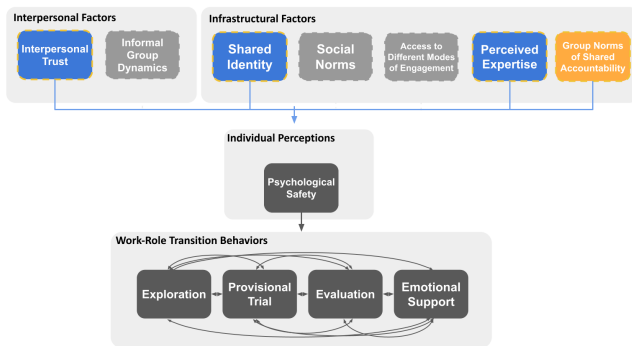 Interpersonal Factors
Interpersonal
Trust
Informal
Group
Dynamics
Infrastructural Factors
Shared
Identity
Social
Norms
Access to
Different Modes
of Engagement
Perceived
Expertise
Group Norms
of Shared
Accountability
Individual Perceptions
Psychological
Safety
Work-Role Transition Behaviors
Exploration
Provisional
Trial
Evaluation
Emotional
Support